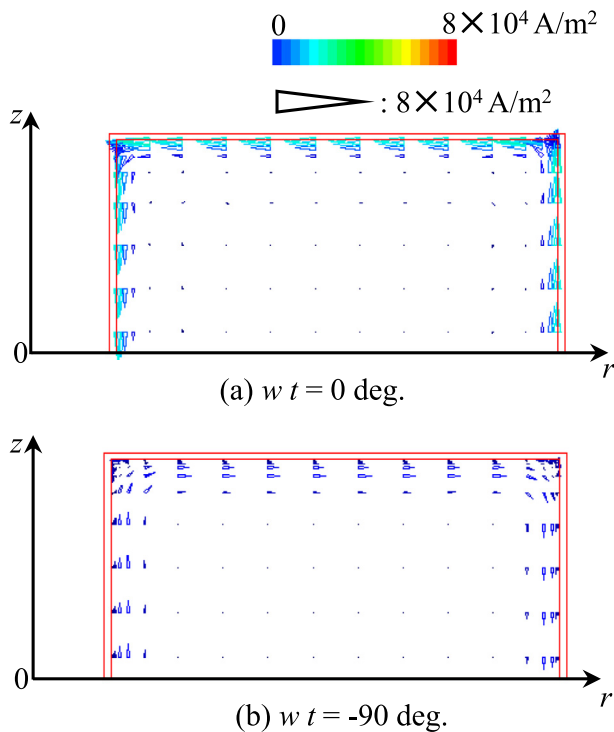 0 8×10⁴ A/m²
: 8×10⁴ A/m²
z
0
r
(a) w t = 0 deg.
z
0
r
(b) w t = -90 deg.